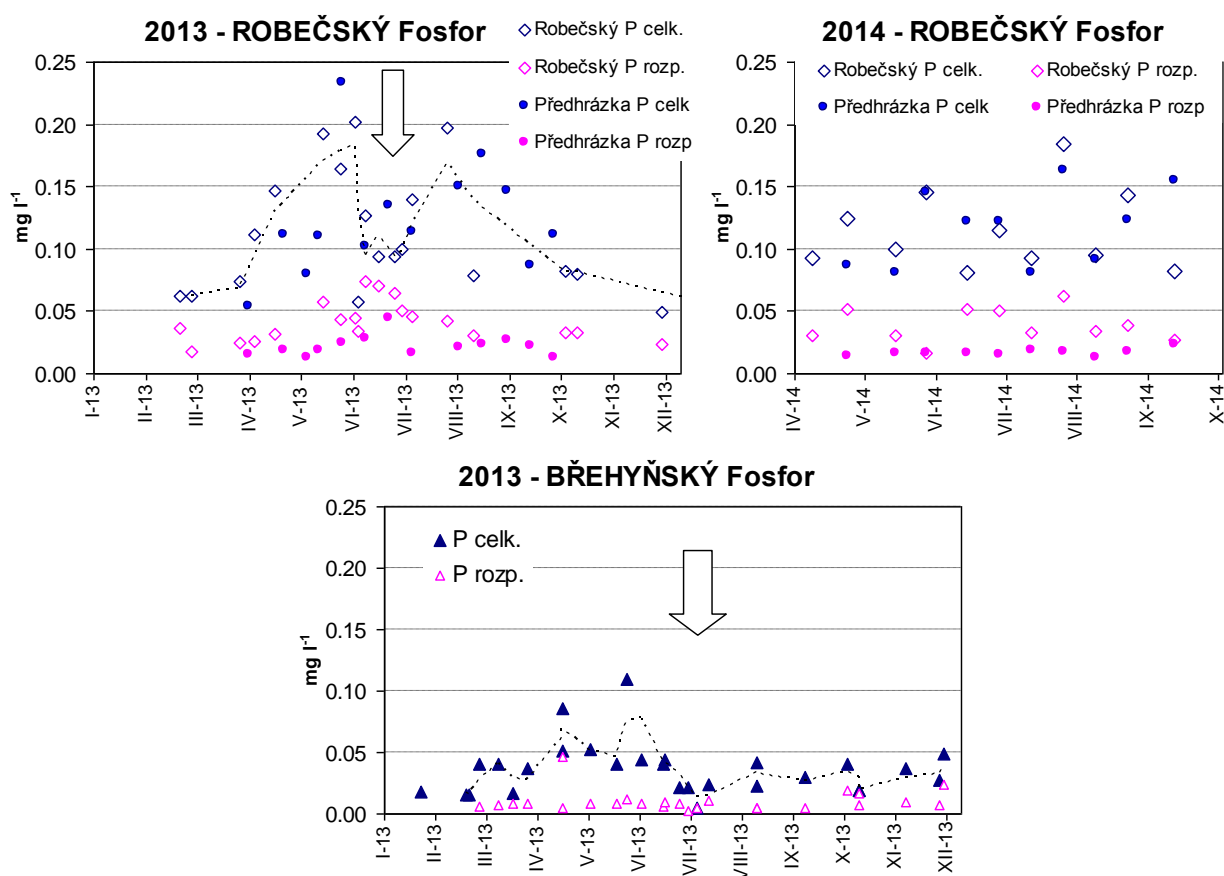 2013 - ROBEČSKÝ Fosfor
Robečský P celk.
Robečský P rozp.
Předhrázka P celk
Předhrázka P rozp
mg l-1
0.25
0.20
0.15
0.10
0.05
0.00
I-13
II-13
III-13
IV-13
V-13
VI-13
VII-13
VIII-13
IX-13
X-13
XI-13
XII-13
2014 - ROBEČSKÝ Fosfor
Robečský P celk.
Robečský P rozp.
Předhrázka P celk
Předhrázka P rozp
mg l-1
0.25
0.20
0.15
0.10
0.05
0.00
IV-14
V-14
VI-14
VII-14
VIII-14
IX-14
X-14
2013 - BŘEHYŇSKÝ Fosfor
P celk.
P rozp.
mg l-1
0.25
0.20
0.15
0.10
0.05
0.00
I-13
II-13
III-13
IV-13
V-13
VI-13
VII-13
VIII-13
IX-13
X-13
XI-13
XII-13